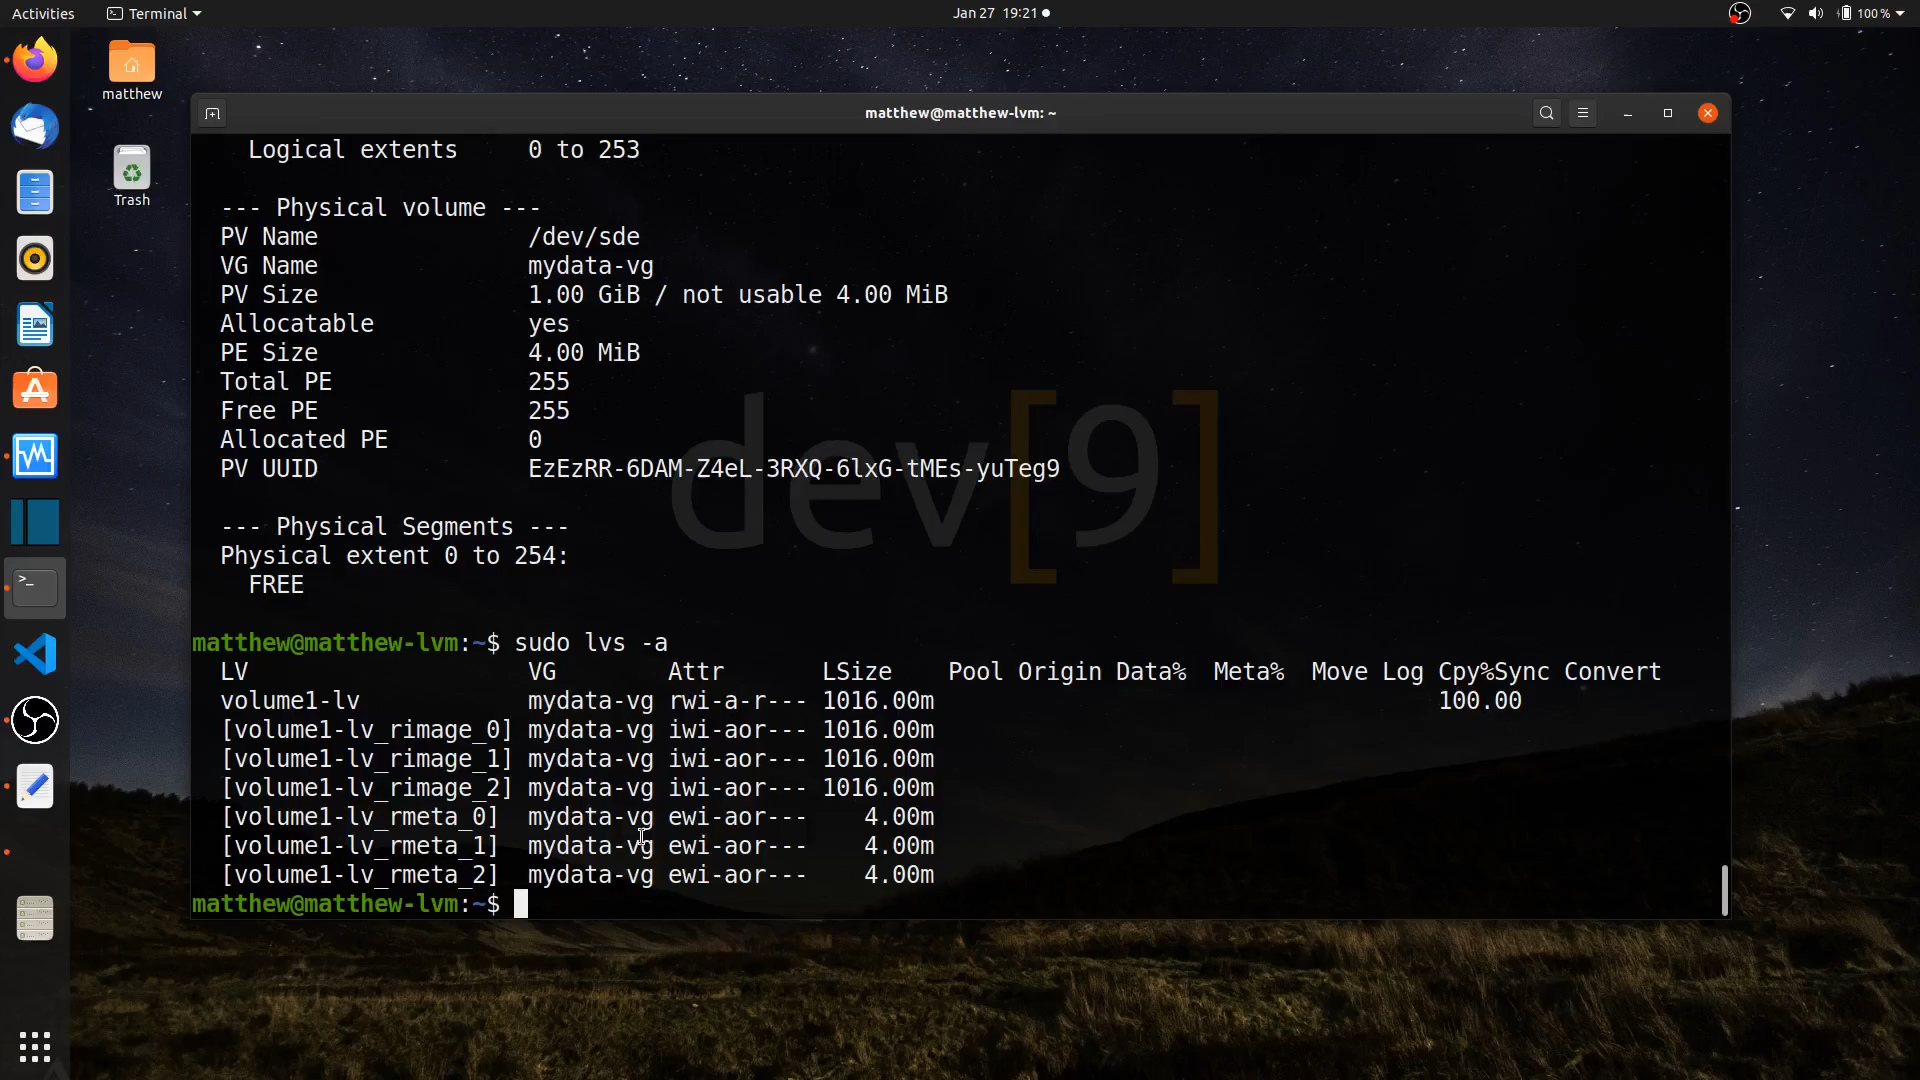 Activities Terminal Jan 27 19:21 100 %
matthew
Trash
matthew@matthew-lvm: ~
Logical extents 0 to 253
--- Physical volume ---
PV Name /dev/sde
VG Name mydata-vg
PV Size 1.00 GiB / not usable 4.00 MiB
Allocatable yes
PE Size 4.00 MiB
Total PE 255
Free PE 255
Allocated PE 0
PV UUID EzEzRR-6DAM-Z4eL-3RXQ-6lxG-tMEs-yuTeg9
dev[9]
--- Physical Segments ---
Physical extent 0 to 254:
FREE
matthew@matthew-lvm:~$ sudo lvs -a
LV VG Attr LSize Pool Origin Data% Meta% Move Log Cpy%Sync Convert
volume1-lv mydata-vg rwi-a-r--- 1016.00m 100.00
[volume1-lv_rimage_0] mydata-vg iwi-aor--- 1016.00m
[volume1-lv_rimage_1] mydata-vg iwi-aor--- 1016.00m
[volume1-lv_rimage_2] mydata-vg iwi-aor--- 1016.00m
[volume1-lv_rmeta_0] mydata-vg ewi-aor--- 4.00m
[volume1-lv_rmeta_1] mydata-vg ewi-aor--- 4.00m
[volume1-lv_rmeta_2] mydata-vg ewi-aor--- 4.00m
matthew@matthew-lvm:~$